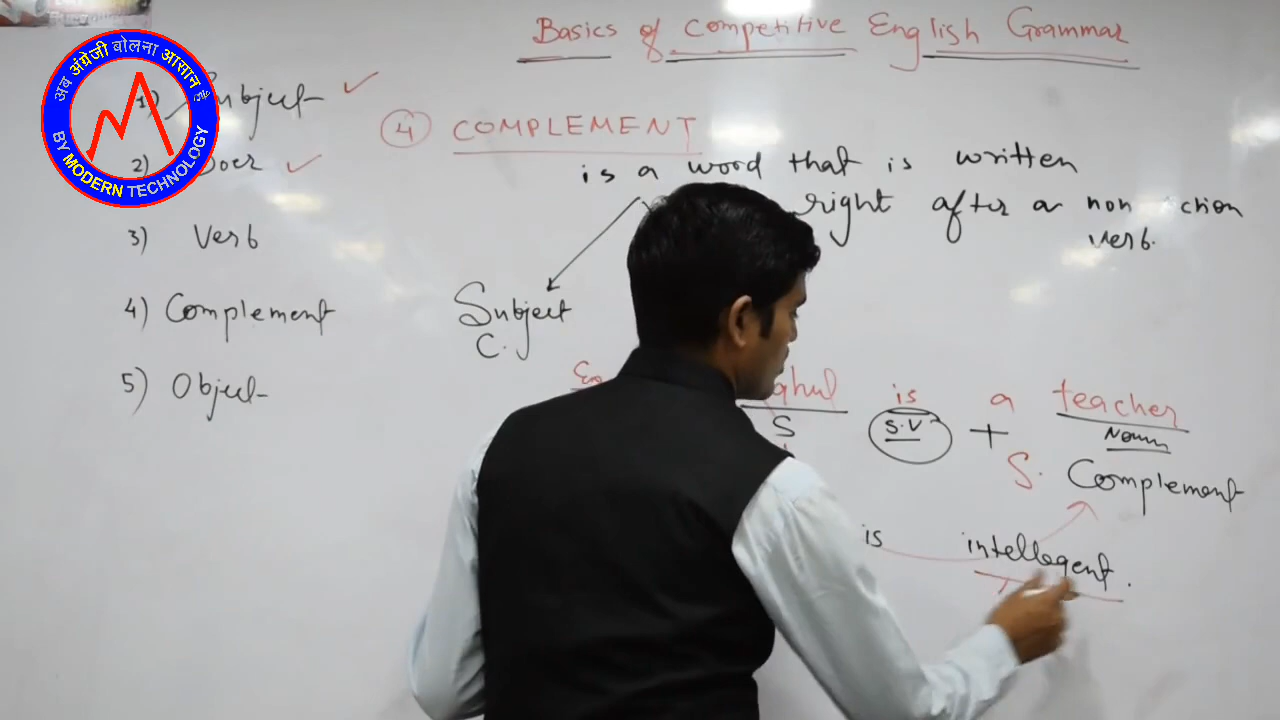 Basics of Competitive English Grammar
अब अंग्रेजी बोलना आसान है
BY MODERN TECHNOLOGY
1) Subject
2) Doer
3) Verb
4) Complement
5) Object
4 COMPLEMENT
is a word that is written
right after a non action
verb.
Subject
C.
Eng
is a teacher
S
S.V + Noun
S. Complement
is intellegent.